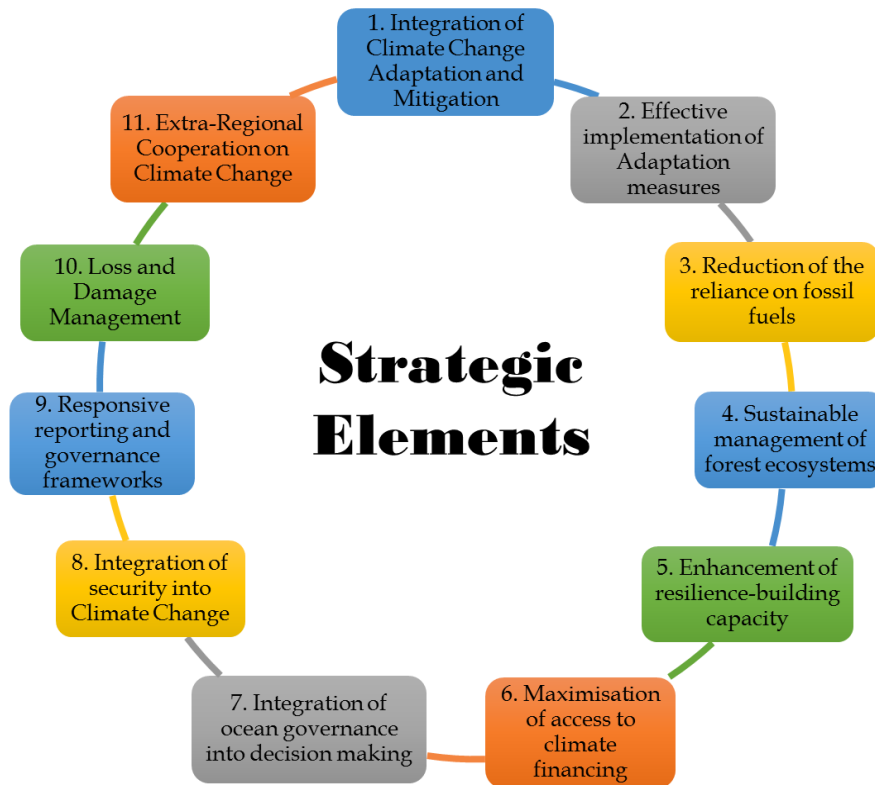 1. Integration of
Climate Change
Adaptation and
Mitigation
2. Effective
implementation of
Adaptation
measures
3. Reduction of the
reliance on fossil
fuels
4. Sustainable
management of
forest ecosystems
5. Enhancement of
resilience-building
capacity
6. Maximisation
of access to
climate
financing
7. Integration of
ocean governance
into decision making
8. Integration of
security into
Climate Change
9. Responsive
reporting and
governance
frameworks
10. Loss and
Damage
Management
11. Extra-Regional
Cooperation on
Climate Change
Strategic
Elements